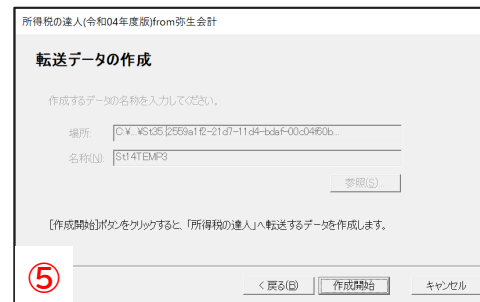 所得税の達人(令和04年度版)from弥生会計
転送データの作成
作成するデータの名称を入力してください。
場所: C:¥...¥St35{2559a1f2-21d7-11d4-bdaf-00c04f60b...
名称(N): St14TEMP3
参照(S)...
[作成開始]ボタンをクリックすると、「所得税の達人」へ転送するデータを作成します。
⑤
< 戻る(B) 作成開始 キャンセル